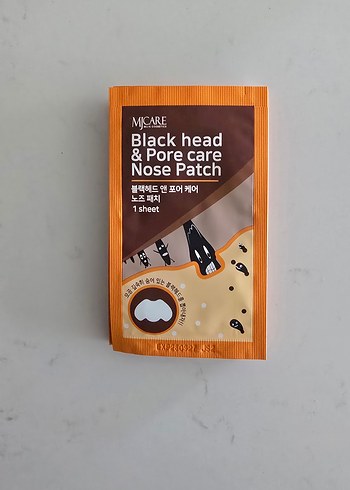 MJCARE
Black head
& Pore care
Nose Patch
블랙헤드 앤 포어 케어
노즈 패치
1 sheet